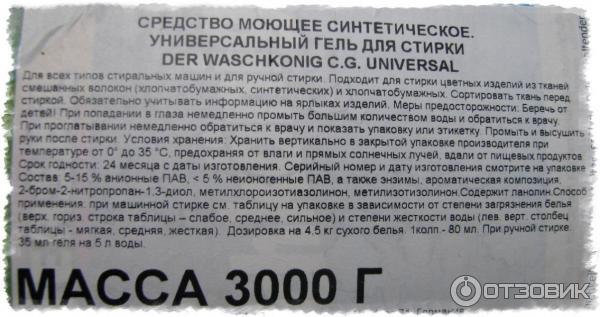 СРЕДСТВО МОЮЩЕЕ СИНТЕТИЧЕСКОЕ.
УНИВЕРСАЛЬНЫЙ ГЕЛЬ ДЛЯ СТИРКИ
DER WASCHKONIG C.G. UNIVERSAL
Для всех типов стиральных машин и для ручной стирки. Подходит для стирки цветных изделий из тканей
смешанных волокон (хлопчатобумажных, синтетических) и хлопчатобумажных. Сортировать ткань перед
стиркой. Обязательно учитывать информацию на ярлыках изделий. Меры предосторожности: Беречь от
детей! При попадании в глаза немедленно промыть большим количеством воды и обратиться к врачу.
При проглатывании немедленно обратиться к врачу и показать упаковку или этикетку. Промыть и высушить
руки после стирки. Условия хранения: Хранить вертикально в закрытой упаковке производителя при
температуре от 0° до 35 °С, предохраняя от влаги и прямых солнечных лучей, вдали от пищевых продуктов
Срок годности: 24 месяца с даты изготовления. Серийный номер и дату изготовления смотрите на упаковке
Состав: 5-15 % анионные ПАВ, < 5 % неионогенные ПАВ, а также энзимы, ароматическая композиция,
2-бром-2-нитропропан-1,3-диол, метилхлороизотиазолинон, метилизотиазолинон.Содержит ланолин.Способ
применения: при машинной стирке см. таблицу на упаковке в зависимости от степени загрязнения белья
(верх. гориз. строка таблицы – слабое, среднее, сильное) и степени жесткости воды (лев. верт. столбец
таблицы - мягкая, средняя, жесткая). Дозировка на 4,5 кг сухого белья. 1колп.- 80 мл. При ручной стирке.
35 мл геля на 5 л воды.
МАССА 3000 Г
ОТЗОВИК